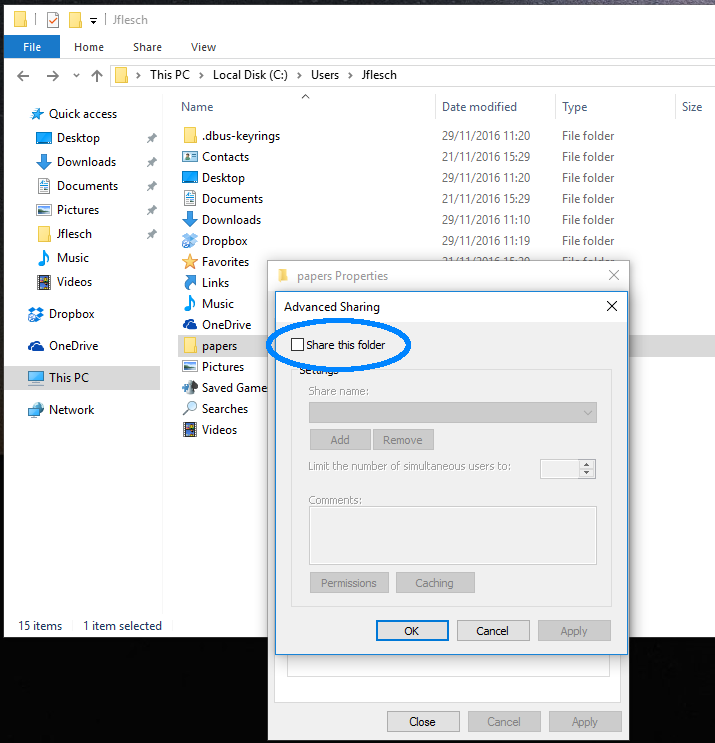 Jflesch
File Home Share View
This PC Local Disk (C:) Users Jflesch
Quick access
Desktop
Downloads
Documents
Pictures
Jflesch
Music
Videos
Dropbox
OneDrive
This PC
Network
Name Date modified Type Size
.dbus-keyrings 29/11/2016 11:20 File folder
Contacts 21/11/2016 15:29 File folder
Desktop 29/11/2016 11:20 File folder
Documents 21/11/2016 15:29 File folder
Downloads 29/11/2016 11:10 File folder
Dropbox 29/11/2016 11:19 File folder
Favorites
Links
Music
OneDrive
papers
Pictures
Saved Game
Searches
Videos
papers Properties
Advanced Sharing
Share this folder
Settings
Share name:
Add Remove
Limit the number of simultaneous users to:
Comments:
Permissions Caching
OK Cancel Apply
15 items 1 item selected
Close Cancel Apply